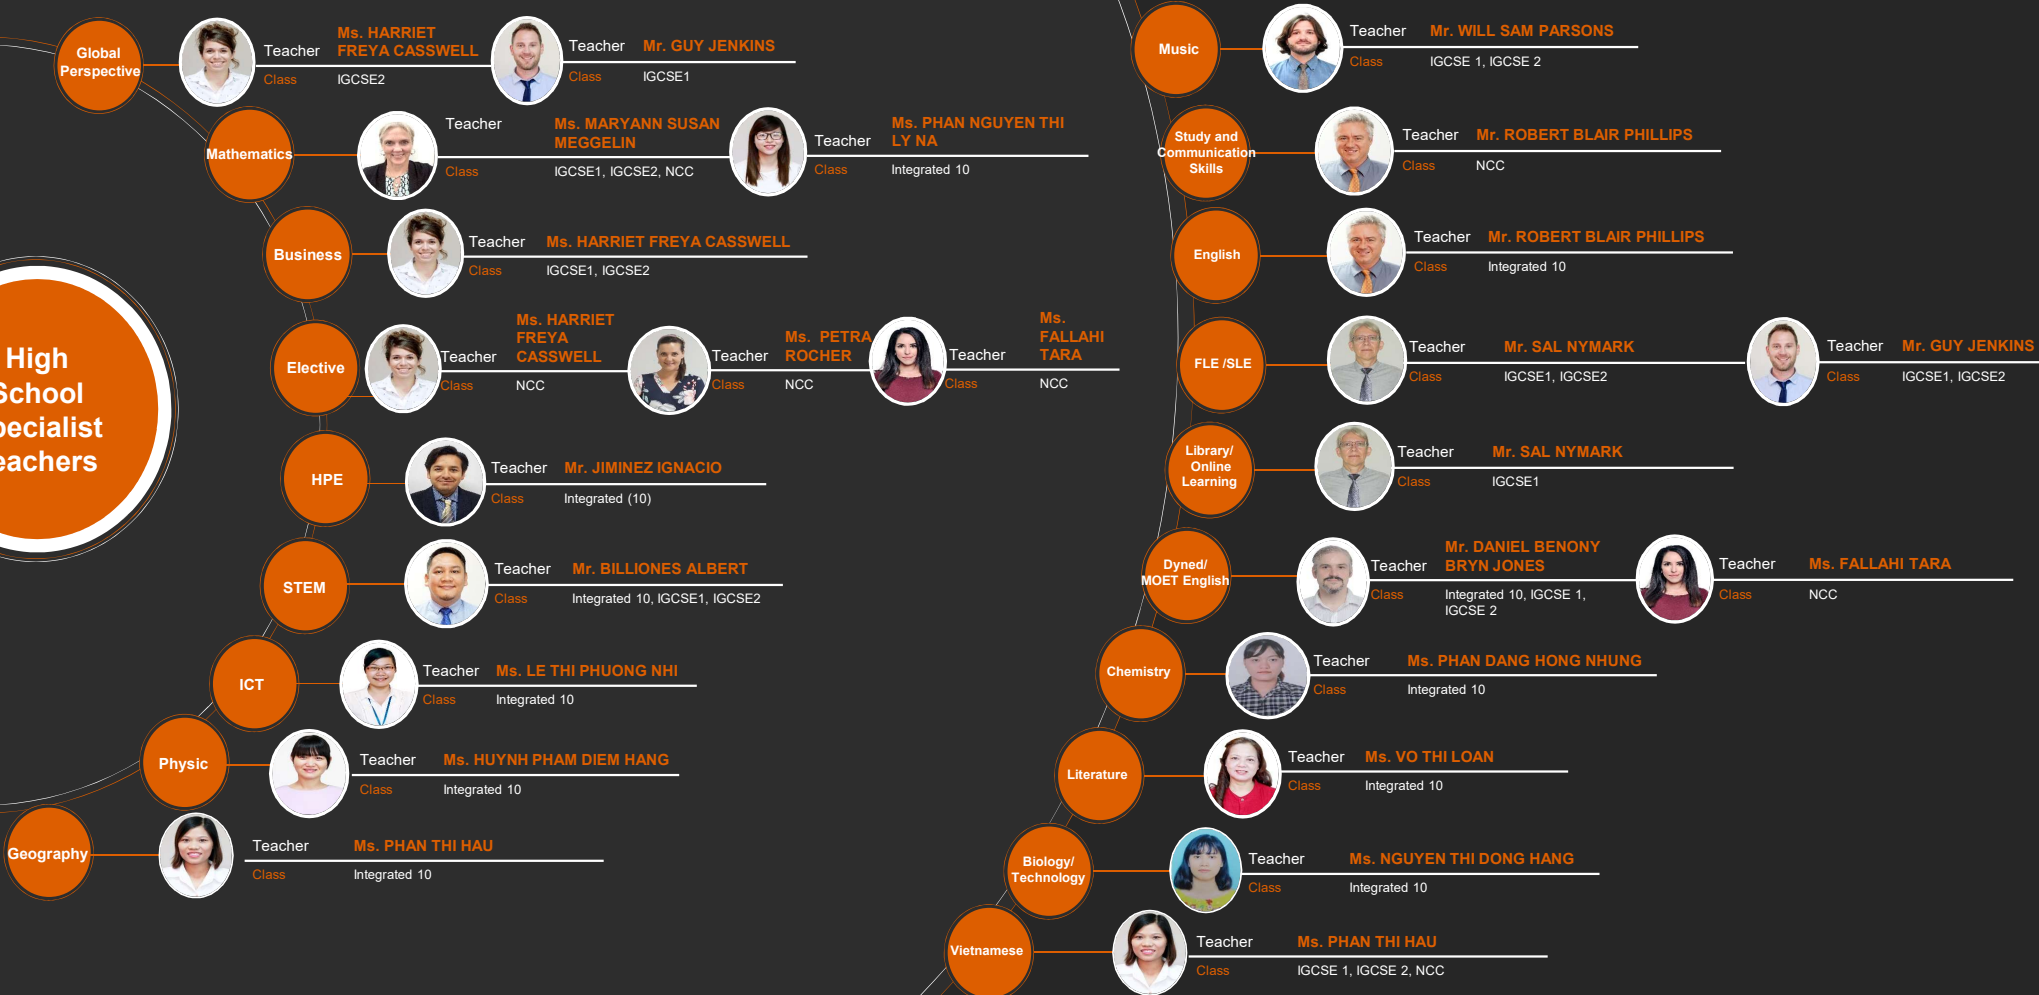 High
School
pecialist
eachers
Global
Perspective
Teacher
Ms. HARRIET
FREYA CASSWELL
Class
IGCSE2
Teacher
Mr. GUY JENKINS
Class
IGCSE1
Mathematics
Teacher
Ms. MARYANN SUSAN
MEGGELIN
Class
IGCSE1, IGCSE2, NCC
Teacher
Ms. PHAN NGUYEN THI
LY NA
Class
Integrated 10
Business
Teacher
Ms. HARRIET FREYA CASSWELL
Class
IGCSE1, IGCSE2
Elective
Teacher
Ms. HARRIET
FREYA
CASSWELL
Class
NCC
Teacher
Ms. PETRA
ROCHER
Class
NCC
Teacher
Ms.
FALLAHI
TARA
Class
NCC
HPE
Teacher
Mr. JIMINEZ IGNACIO
Class
Integrated (10)
STEM
Teacher
Mr. BILLIONES ALBERT
Class
Integrated 10, IGCSE1, IGCSE2
ICT
Teacher
Ms. LE THI PHUONG NHI
Class
Integrated 10
Physic
Teacher
Ms. HUYNH PHAM DIEM HANG
Class
Integrated 10
Geography
Teacher
Ms. PHAN THI HAU
Class
Integrated 10
Music
Teacher
Mr. WILL SAM PARSONS
Class
IGCSE 1, IGCSE 2
Study and
Communication
Skills
Teacher
Mr. ROBERT BLAIR PHILLIPS
Class
NCC
English
Teacher
Mr. ROBERT BLAIR PHILLIPS
Class
Integrated 10
FLE /SLE
Teacher
Mr. SAL NYMARK
Class
IGCSE1, IGCSE2
Teacher
Mr. GUY JENKINS
Class
IGCSE1, IGCSE2
Library/
Online
Learning
Teacher
Mr. SAL NYMARK
Class
IGCSE1
Dyned/
MOET English
Teacher
Mr. DANIEL BENONY
BRYN JONES
Class
Integrated 10, IGCSE 1,
IGCSE 2
Teacher
Ms. FALLAHI TARA
Class
NCC
Chemistry
Teacher
Ms. PHAN DANG HONG NHUNG
Class
Integrated 10
Literature
Teacher
Ms. VO THI LOAN
Class
Integrated 10
Biology/
Technology
Teacher
Ms. NGUYEN THI DONG HANG
Class
Integrated 10
Vietnamese
Teacher
Ms. PHAN THI HAU
Class
IGCSE 1, IGCSE 2, NCC